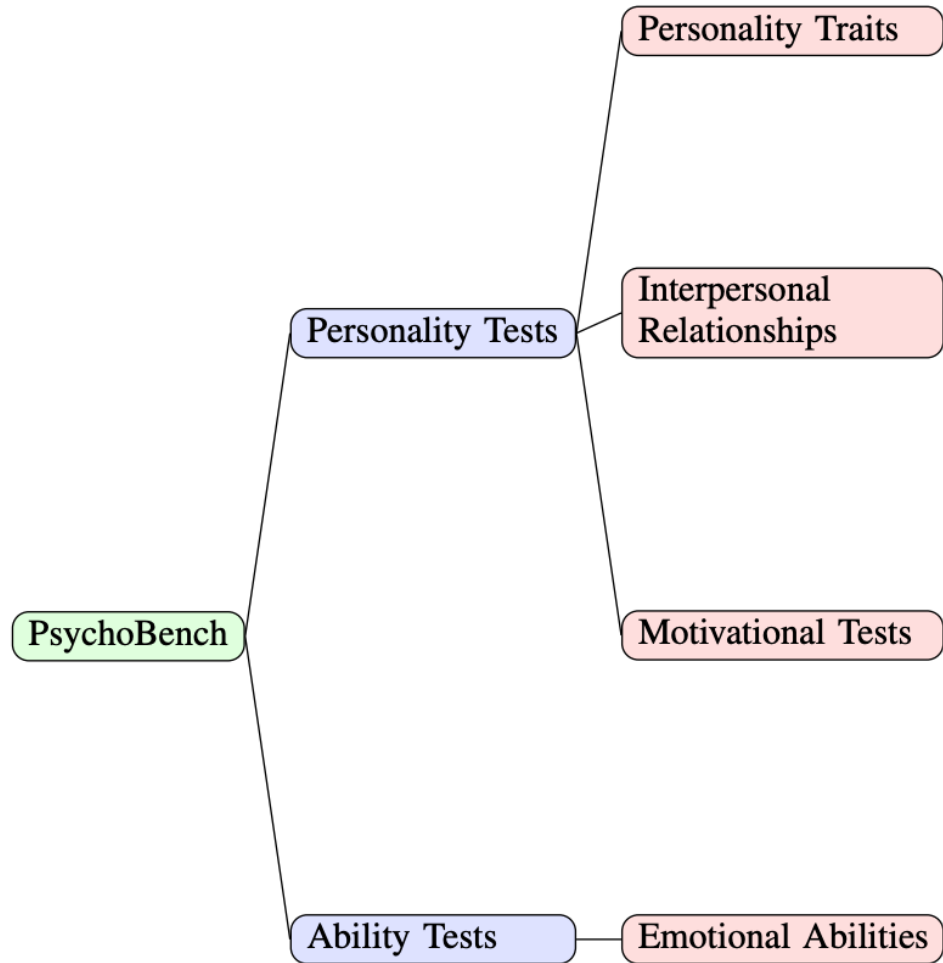 Personality Traits
Interpersonal
Relationships
Personality Tests
Motivational Tests
PsychoBench
Ability Tests
Emotional Abilities